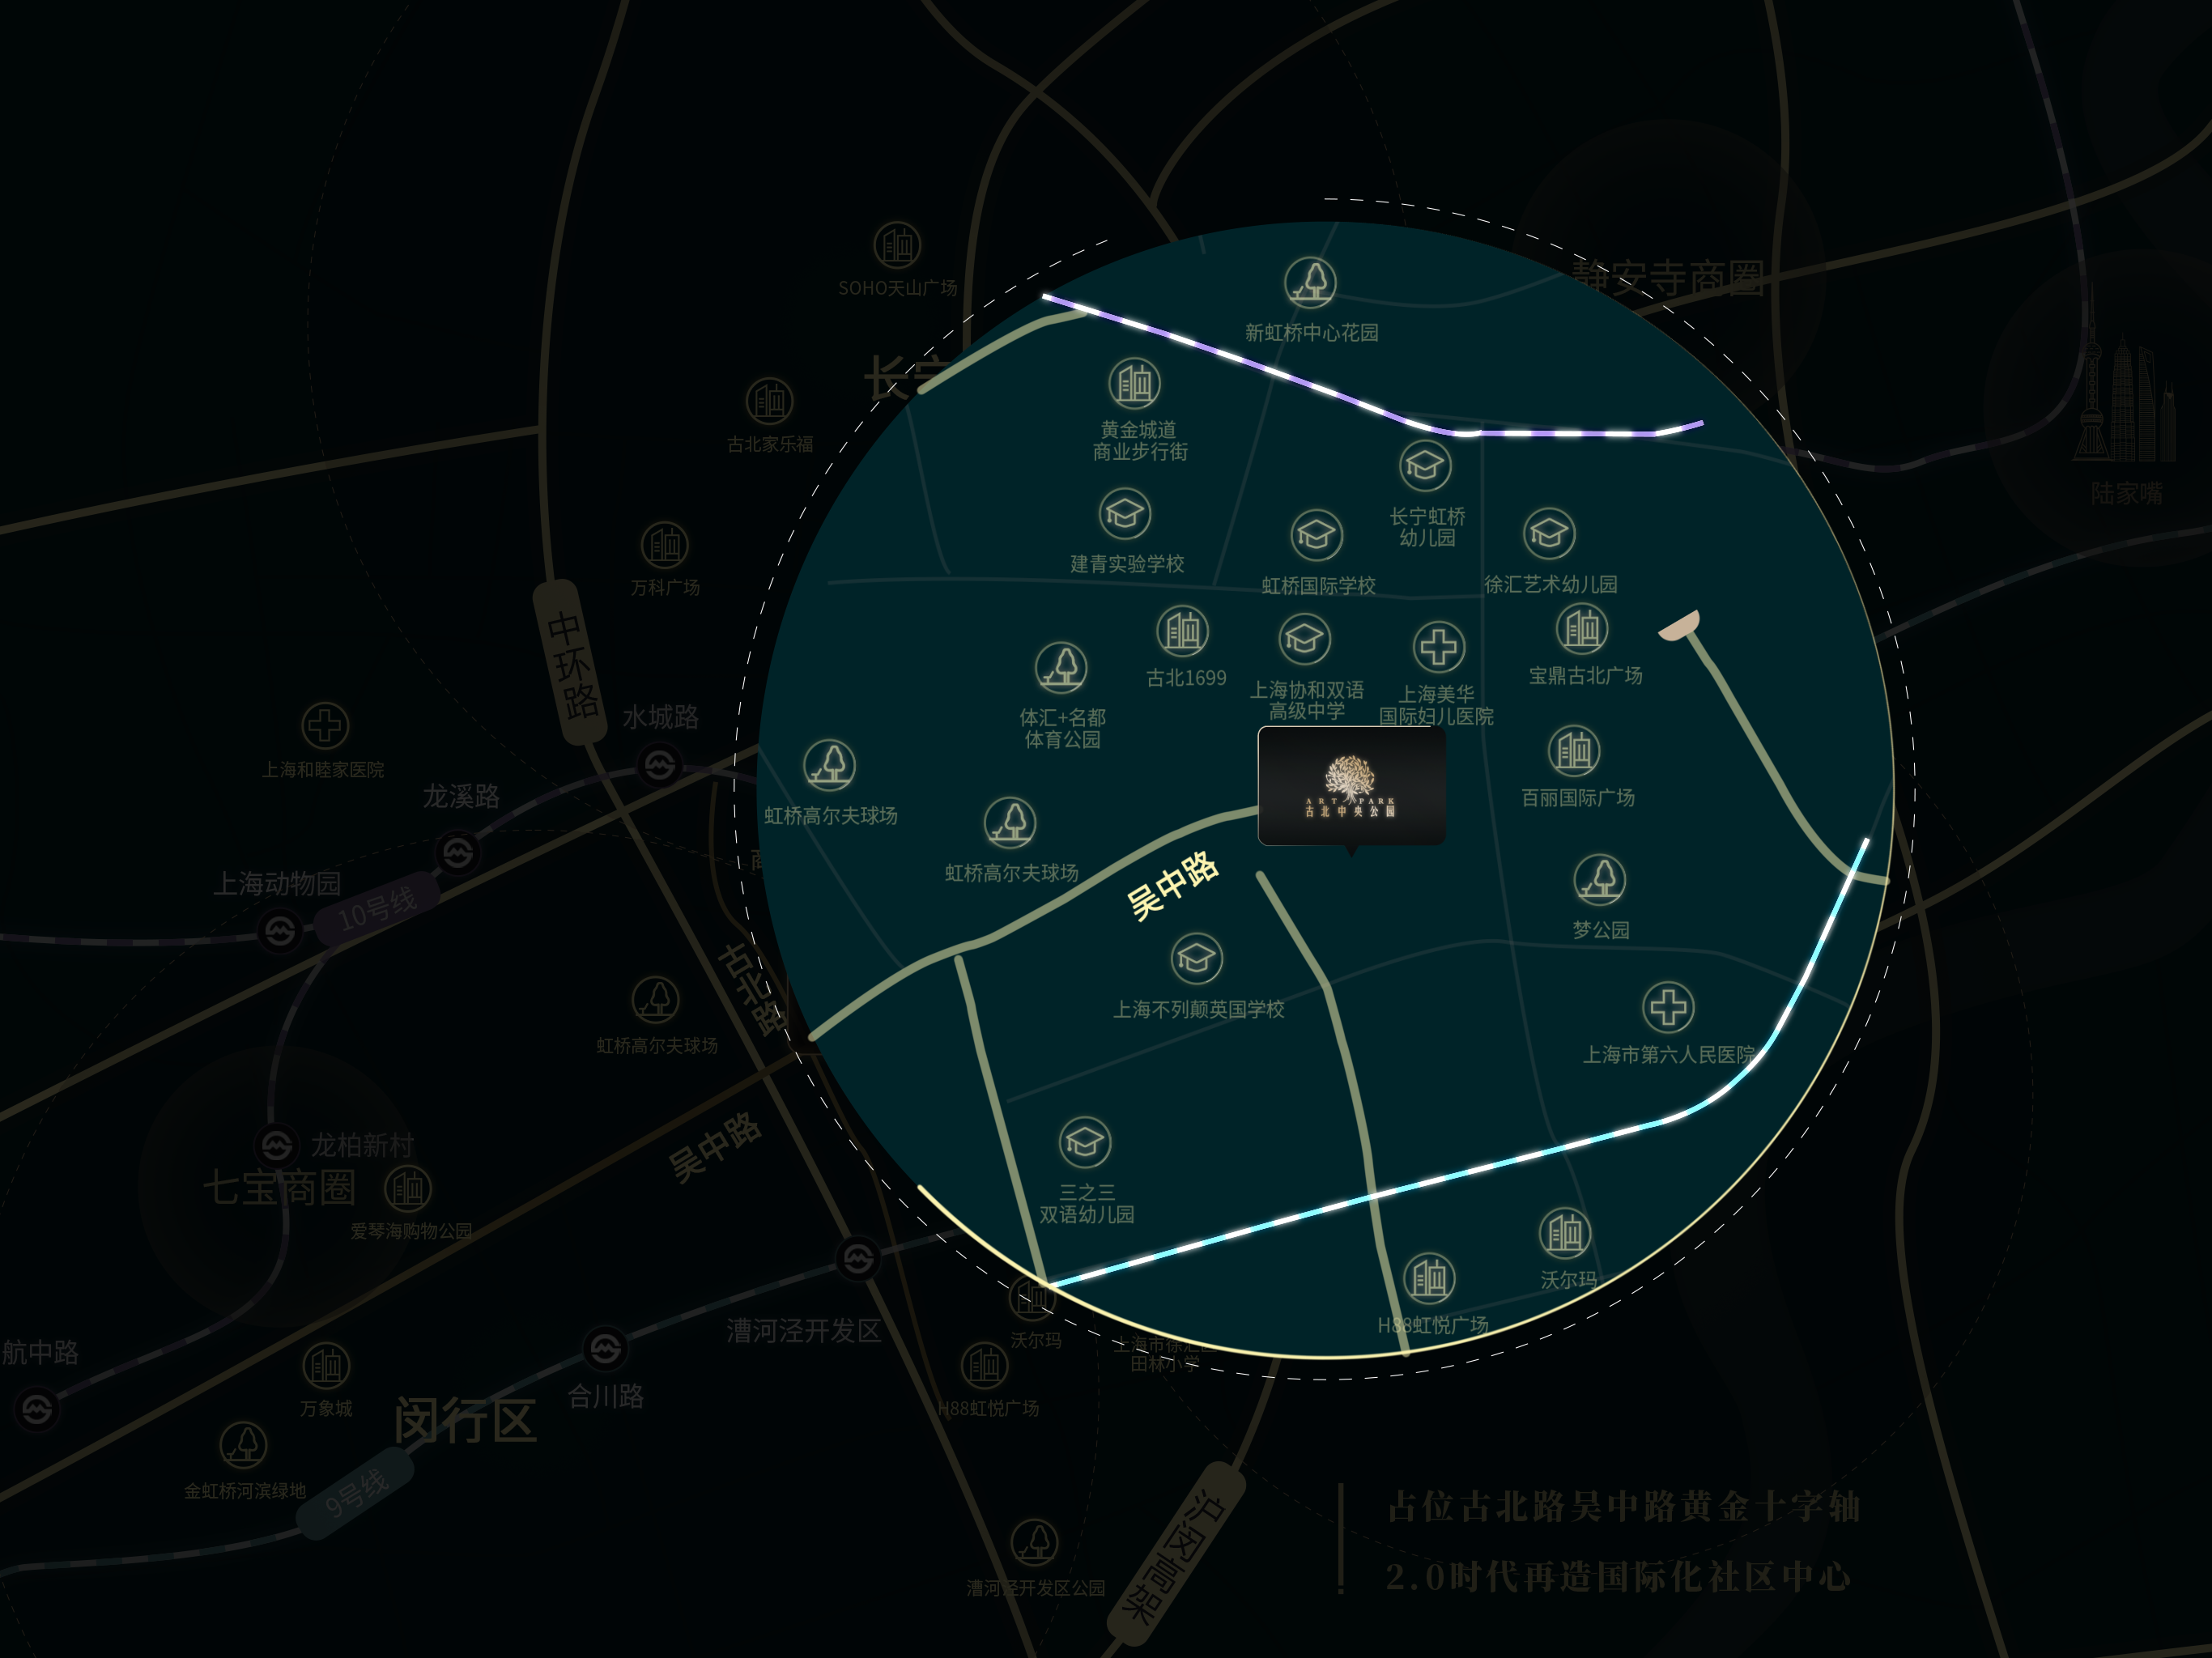 静安寺商圈
SOHO天山广场
新虹桥中心花园
长宁
古北家乐福
黄金城道
商业步行街
陆家嘴
长宁虹桥
幼儿园
建青实验学校
虹桥国际学校
徐汇艺术幼儿园
万科广场
中环路
古北1699
上海协和双语
高级中学
上海美华
国际妇儿医院
宝鼎古北广场
体汇+名都
体育公园
水城路
上海和睦家医院
龙溪路
虹桥高尔夫球场
百丽国际广场
ART PARK
古北中央公园
虹桥高尔夫球场
上海动物园
10号线
吴中路
梦公园
古北路
上海不列颠英国学校
虹桥高尔夫球场
上海市第六人民医院
龙柏新村
七宝商圈
吴中路
爱琴海购物公园
三之三
双语幼儿园
沃尔玛
H88虹悦广场
漕河泾开发区
沃尔玛
上海市徐汇区
田林小学
航中路
合川路
H88虹悦广场
万象城
闵行区
金虹桥河滨绿地
9号线
沪闵高架
漕河泾开发区公园
占位古北路吴中路黄金十字轴
2.0时代再造国际化社区中心